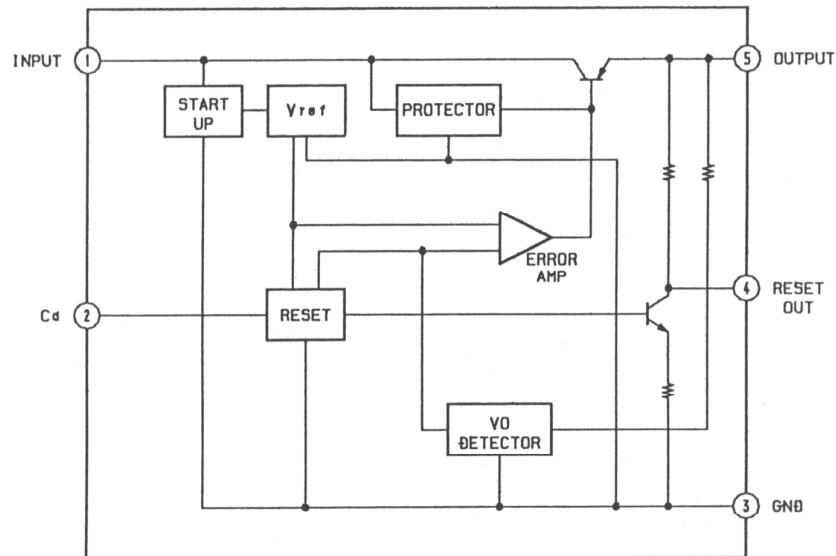 INPUT 1
5 OUTPUT
START
UP
Vref
PROTECTOR
ERROR
AMP
4 RESET
OUT
Cd 2
RESET
VO
DETECTOR
3 GND